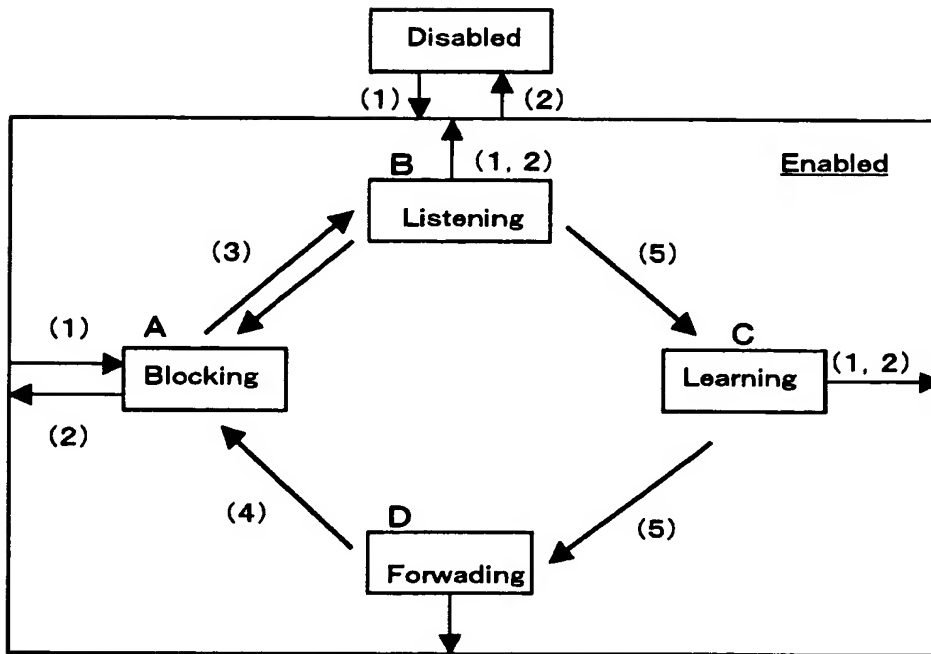 Disabled
(1)
(2)
Enabled
B
(1, 2)
Listening
(3)
(5)
(1)
A
Blocking
(2)
C
Learning
(1, 2)
(4)
D
Forwading
(5)